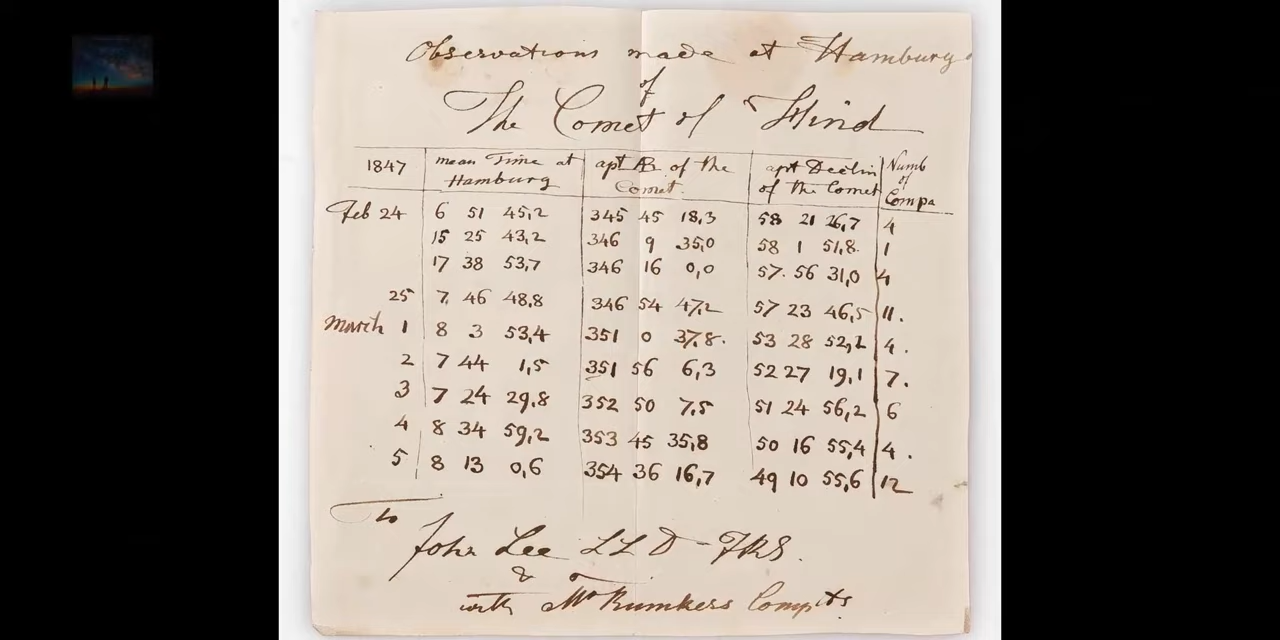 Observations made at Hamburg
of
The Comet of Hind
1847 mean Time at Hamburg apt AR of the Comet. apt Declin of the Comet Numb of Compa
Feb 24 6 51 45,2 345 45 18,3 58 21 26,7 4
15 25 43,2 346 9 35,0 58 1 51,8. 1
17 38 53,7 346 16 0,0 57. 56 31,0 4
25 7, 46 48,8 346 54 47,2 57 23 46,5 11.
March 1 8 3 53,4 351 0 37,8. 53 28 52,2 4.
2 7 44 1,5 351 56 6,3 52 27 19,1 7.
3 7 24 29,8 352 50 7,5 51 24 56,2 6
4 8 34 59,2 353 45 35,8 50 16 55,4 4.
5 8 13 0,6 354 36 16,7 49 10 55,6 12
To
John Lee LLD - FRS.
&
with Mr Rumkers Compts